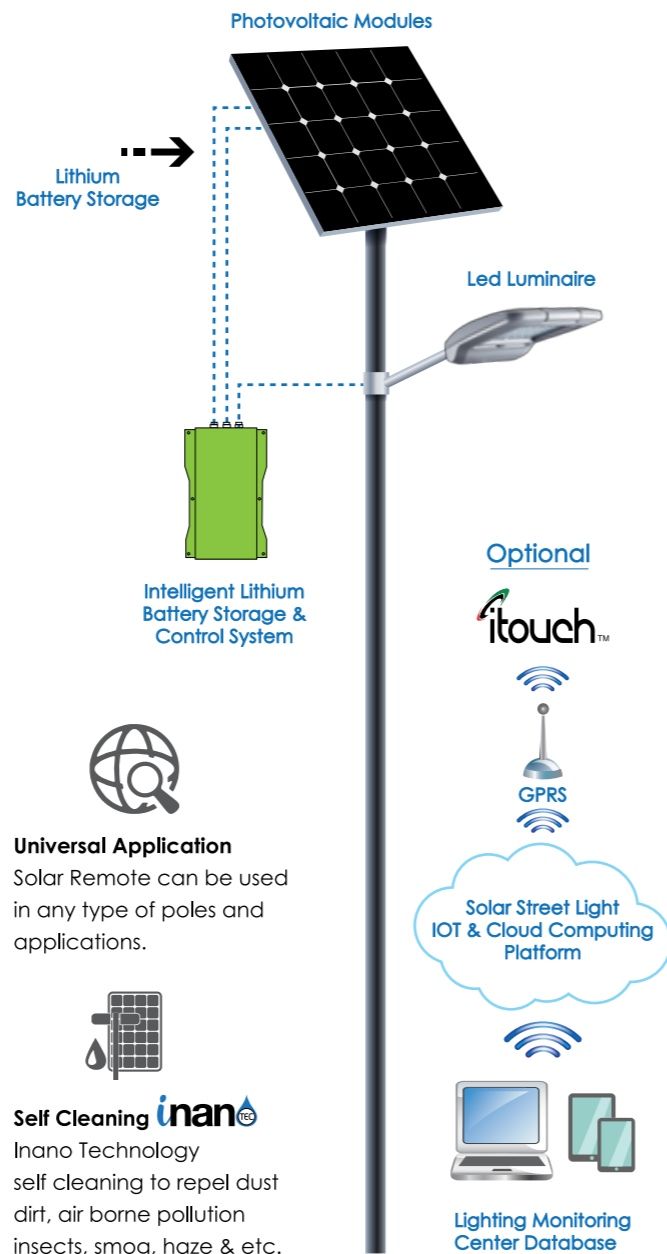 Photovoltaic Modules
Lithium
Battery Storage
Led Luminaire
Intelligent Lithium
Battery Storage &
Control System
Optional
itouch™
GPRS
Solar Street Light
IOT & Cloud Computing
Platform
Lighting Monitoring
Center Database
Universal Application
Solar Remote can be used
in any type of poles and
applications.
Self Cleaning inano TEC
Inano Technology
self cleaning to repel dust
dirt, air borne pollution
insects, smog, haze & etc.